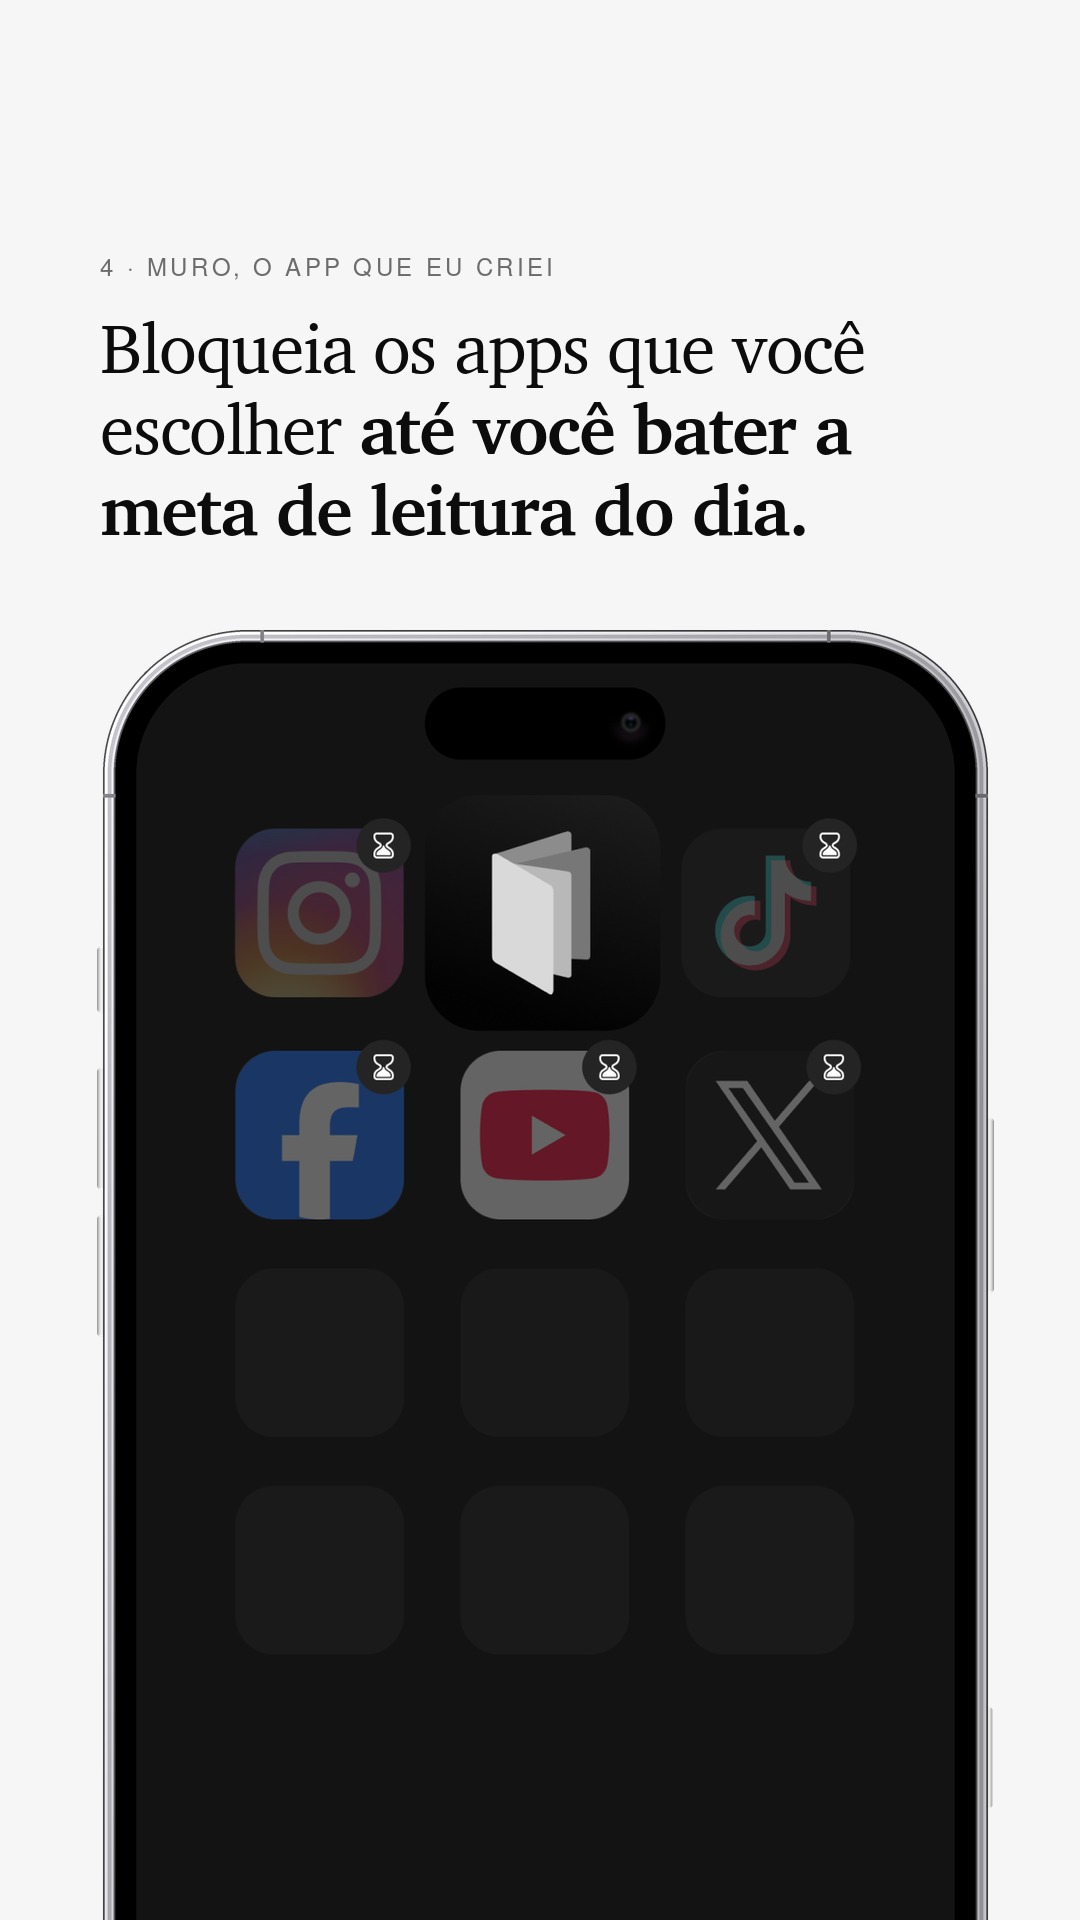 4 · MURO, O APP QUE EU CRIEI
Bloqueia os apps que você
escolher até você bater a
meta de leitura do dia.